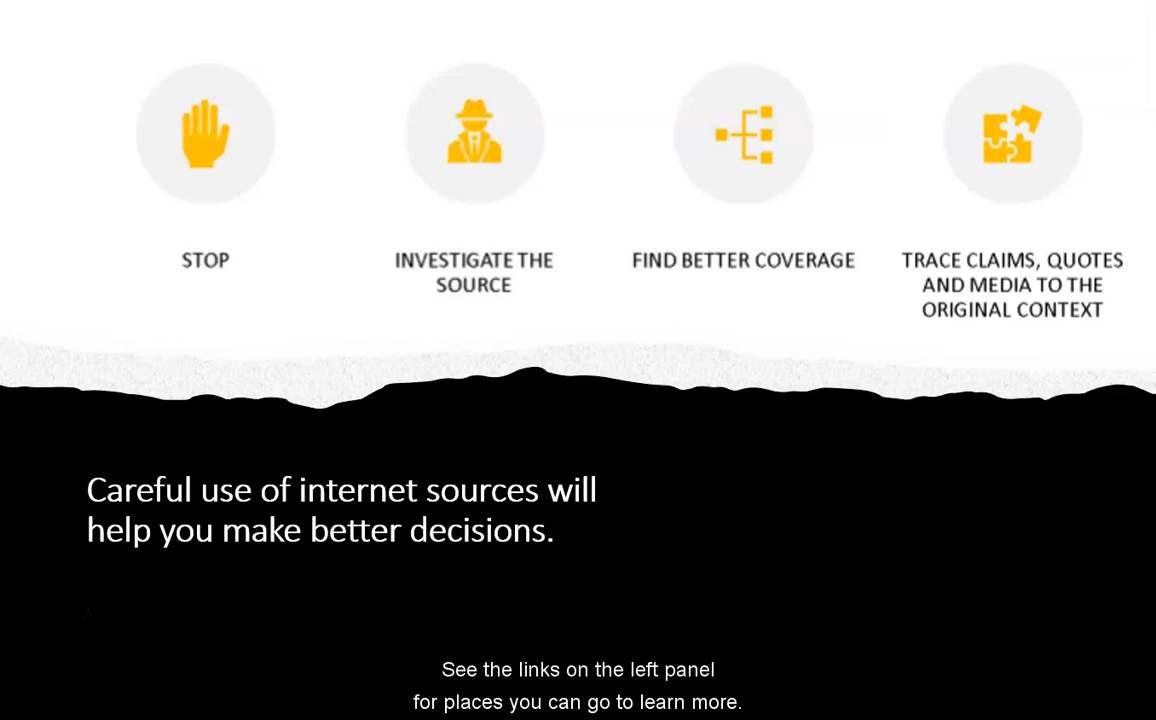 STOP
INVESTIGATE THE
SOURCE
FIND BETTER COVERAGE
TRACE CLAIMS, QUOTES
AND MEDIA TO THE
ORIGINAL CONTEXT
Careful use of internet sources will
help you make better decisions.
See the links on the left panel
for places you can go to learn more.